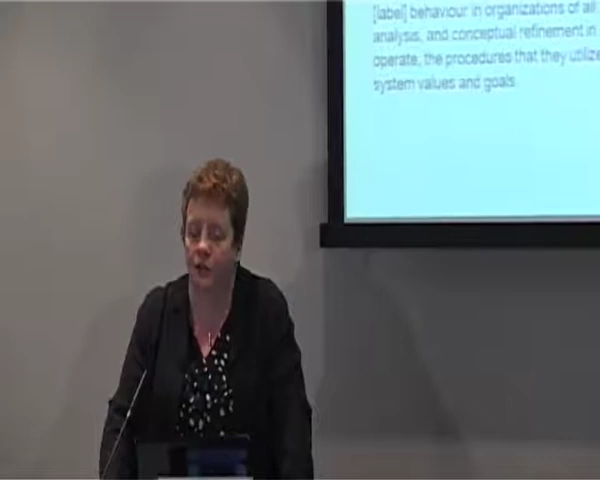 [label] behaviour in organizations of all
analysis, and conceptual refinement in
operate, the procedures that they utilize
system values and goals